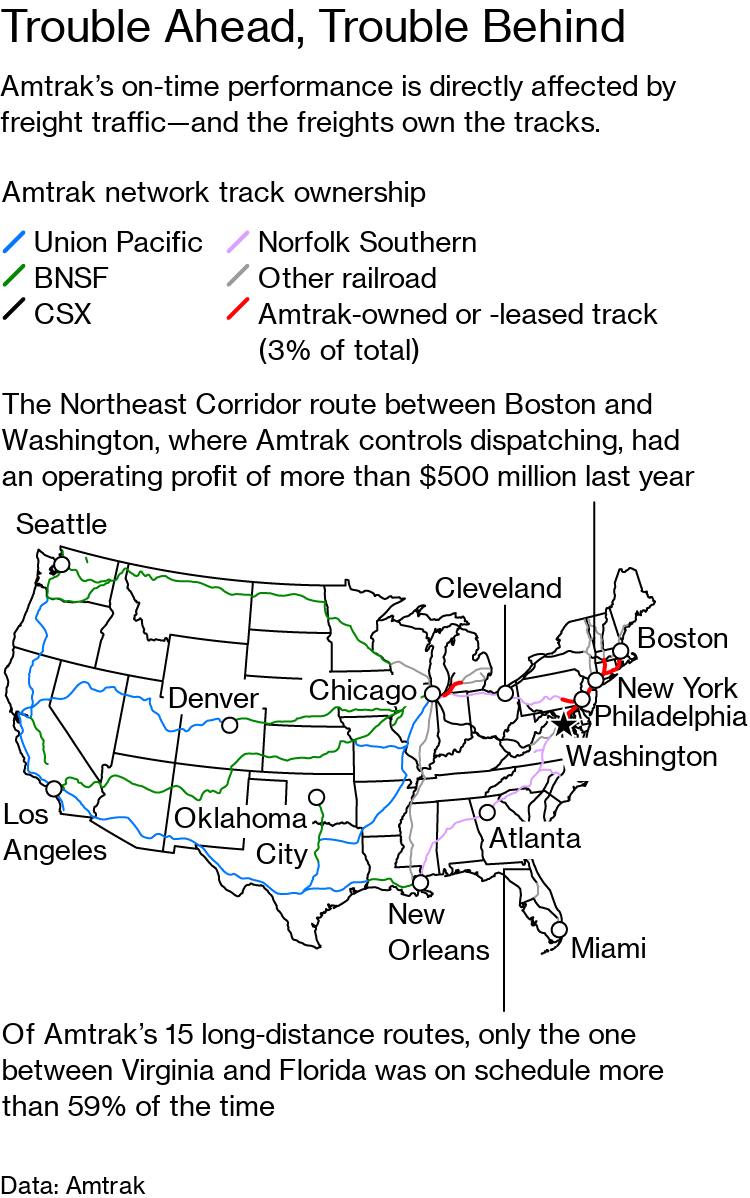 Trouble Ahead, Trouble Behind
Amtrak’s on-time performance is directly affected by
freight traffic—and the freights own the tracks.
Amtrak network track ownership
Union Pacific
BNSF
CSX
Norfolk Southern
Other railroad
Amtrak-owned or -leased track
(3% of total)
The Northeast Corridor route between Boston and
Washington, where Amtrak controls dispatching, had
an operating profit of more than $500 million last year
Seattle
Cleveland
Boston
Chicago
New York
Denver
Philadelphia
Washington
Los
Angeles
Oklahoma
City
Atlanta
New
Orleans
Miami
Of Amtrak’s 15 long-distance routes, only the one
between Virginia and Florida was on schedule more
than 59% of the time
Data: Amtrak